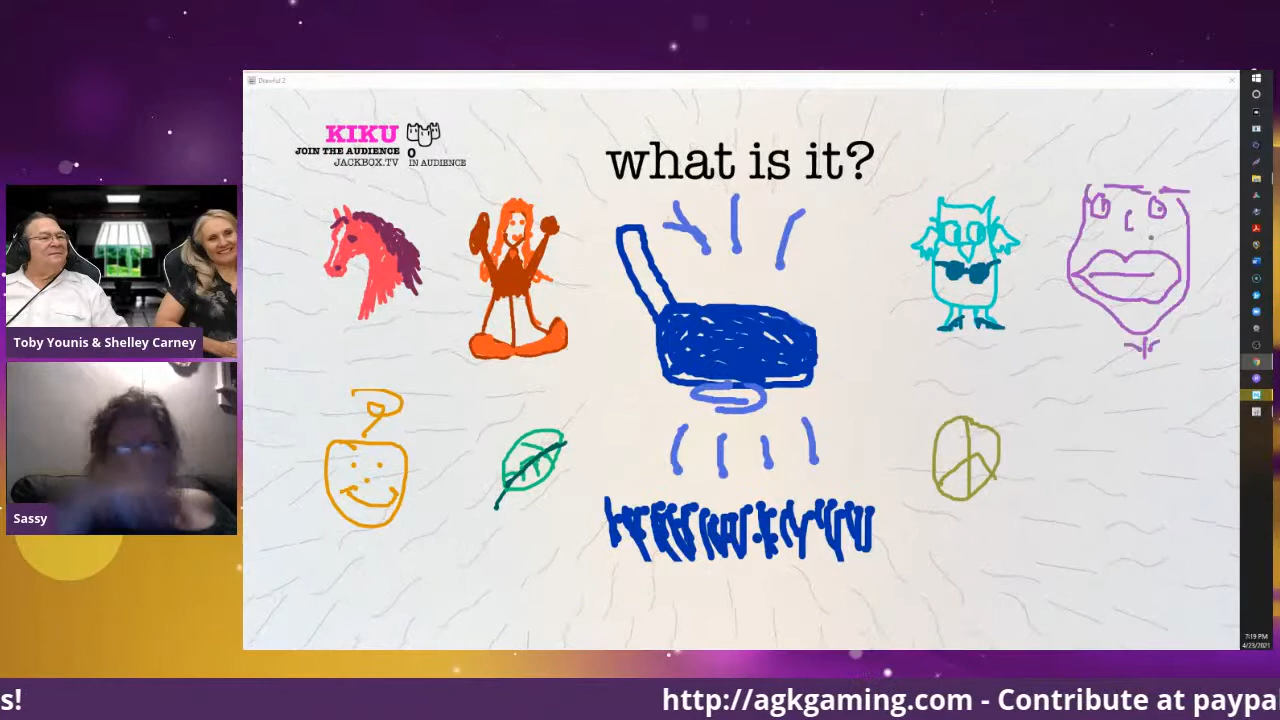 Drawful 2
KIKU
JOIN THE AUDIENCE
JACKBOX.TV
0
IN AUDIENCE
what is it?
Toby Younis & Shelley Carney
Sassy
7:19 PM
4/23/2021
s!
http://agkgaming.com - Contribute at paypa